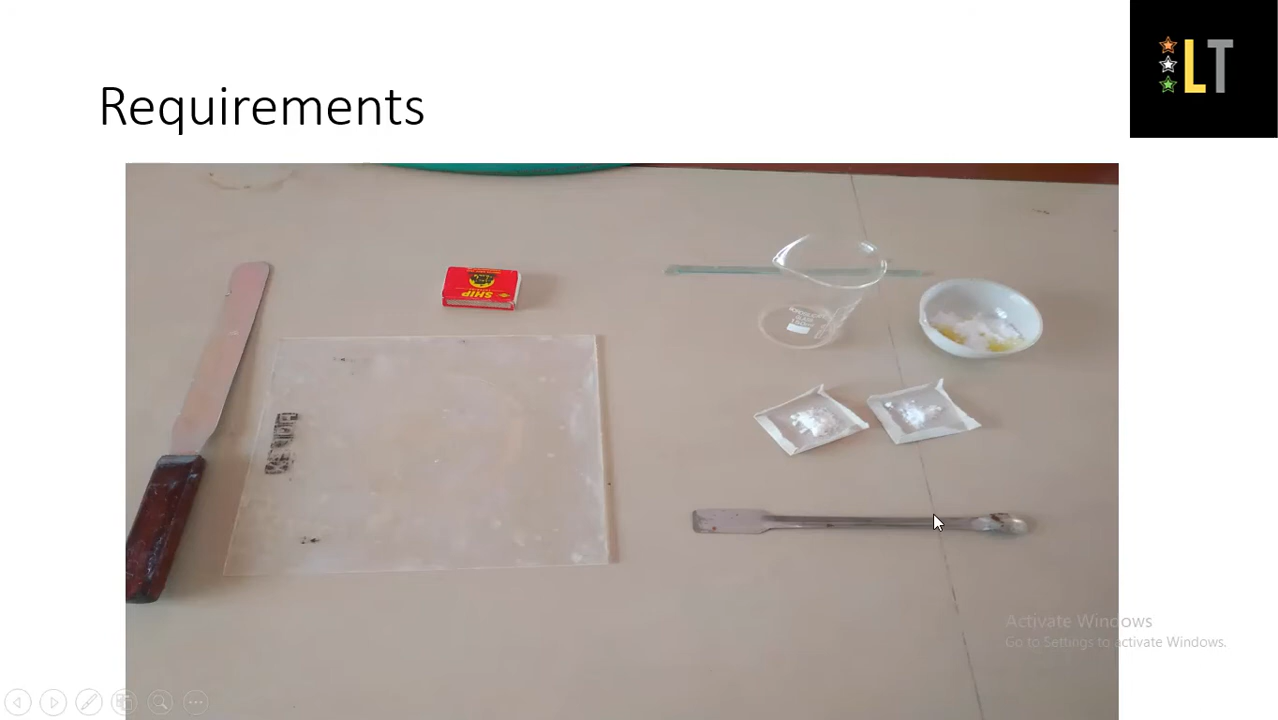 LT
Requirements
SHIP
Activate Windows
Go to Settings to activate Windows.